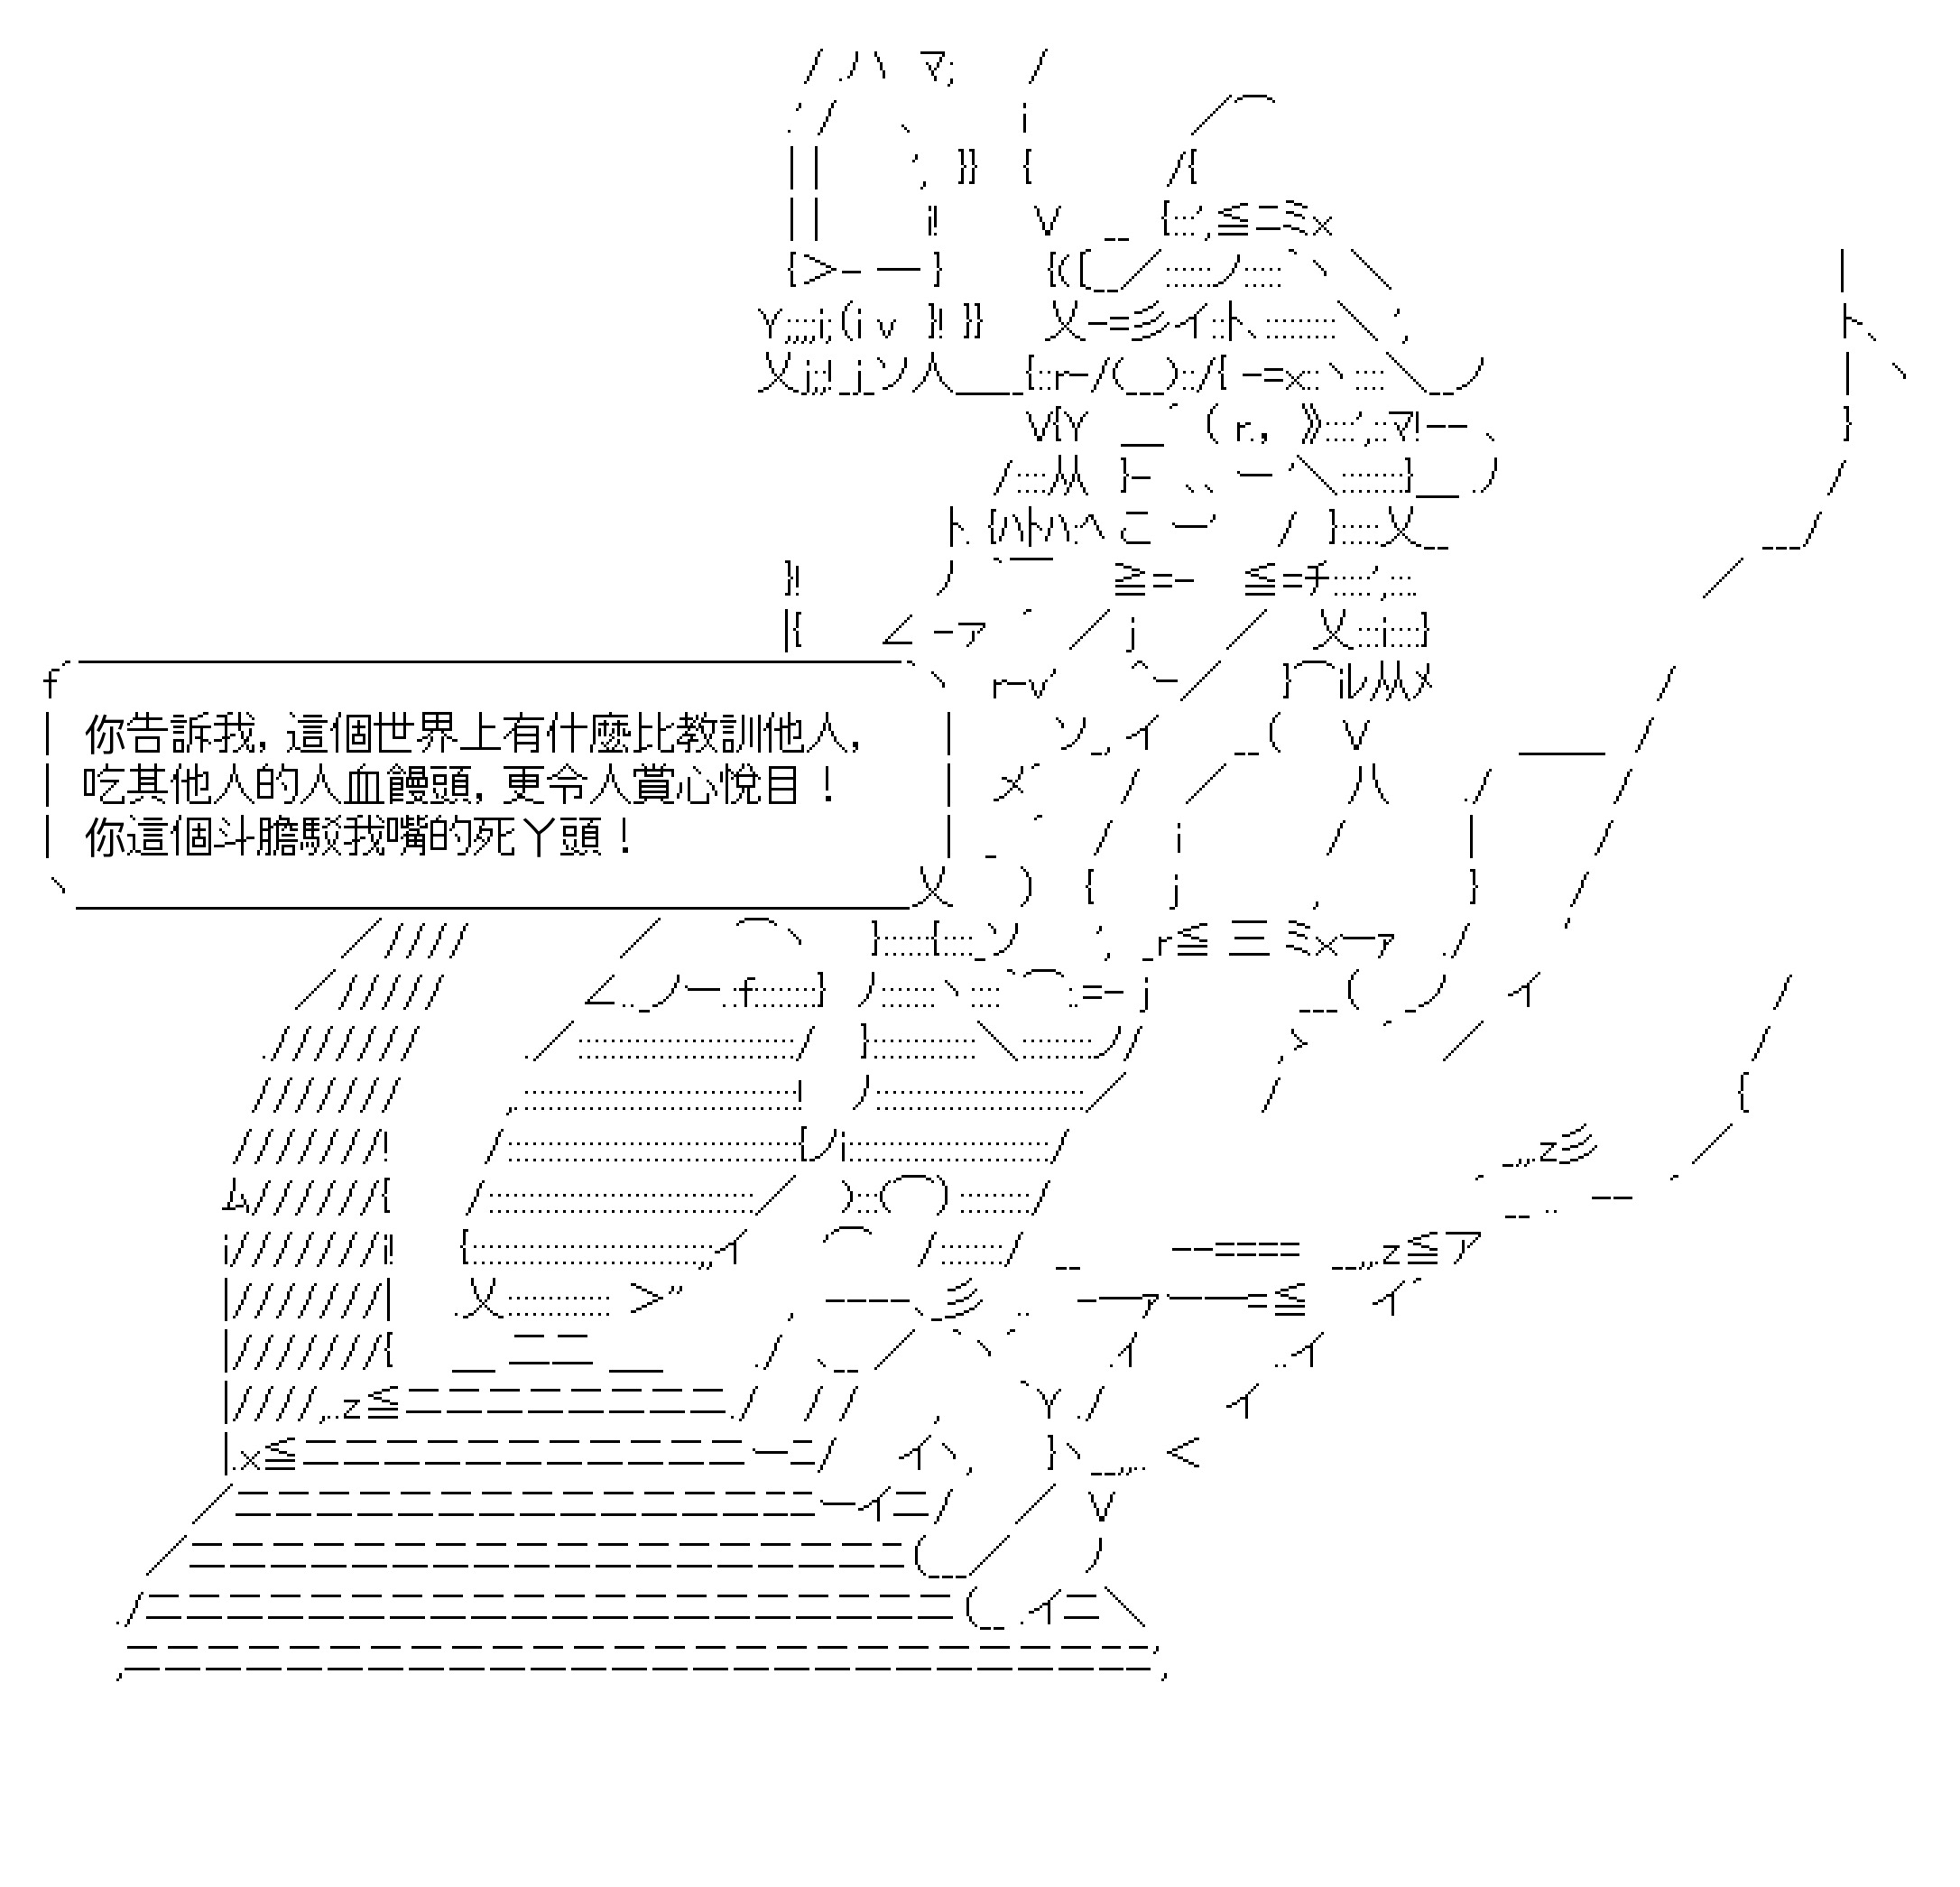 你告訴我，這個世界上有什麼比教訓他人，
吃其他人的人血饅頭，更令人賞心悅目！
你這個斗膽駁我嘴的死丫頭！